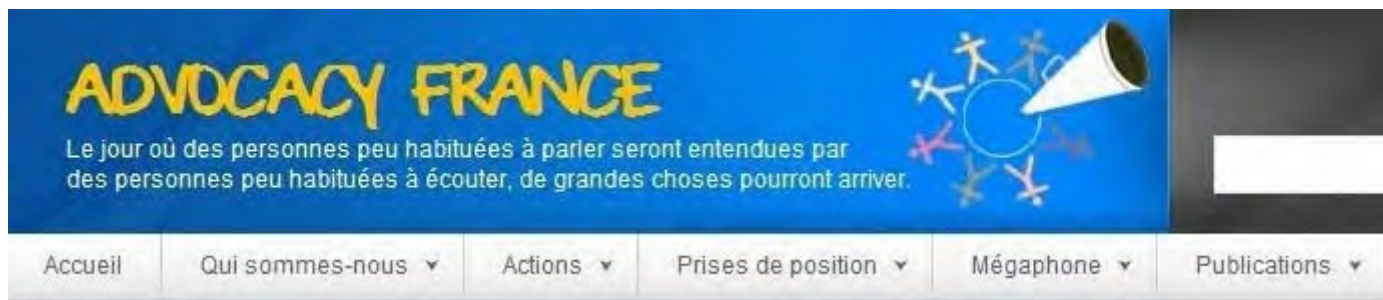 ADVOCACY FRANCE
Le jour où des personnes peu habituées à parler seront entendues par
des personnes peu habituées à écouter, de grandes choses pourront arriver.
Accueil Qui sommes-nous Actions Prises de position Mégaphone Publications